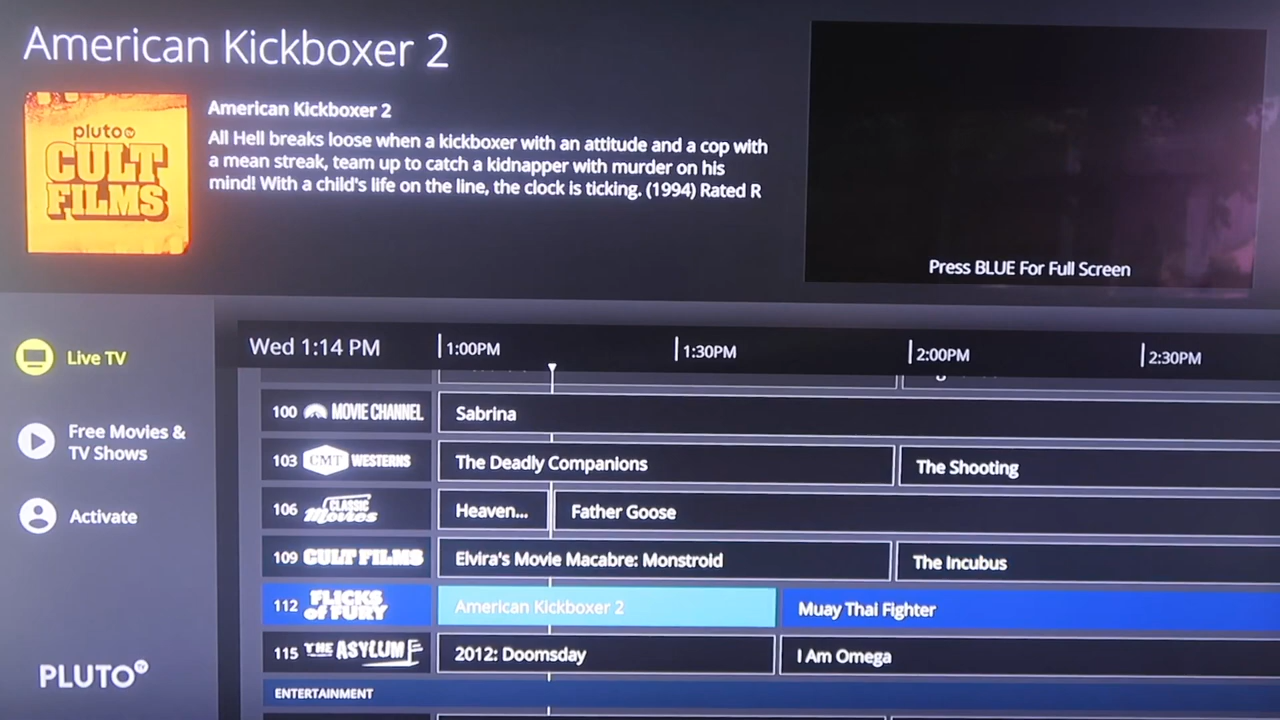 American Kickboxer 2
pluto tv
CULT
FILMS
American Kickboxer 2
All Hell breaks loose when a kickboxer with an attitude and a cop with
a mean streak, team up to catch a kidnapper with murder on his
mind! With a child's life on the line, the clock is ticking. (1994) Rated R
Press BLUE For Full Screen
Live TV
Free Movies &
TV Shows
Activate
PLUTO TV
Wed 1:14 PM
1:00PM
1:30PM
2:00PM
2:30PM
100 MOVIE CHANNEL
Sabrina
103 CMT WESTERNS
The Deadly Companions
The Shooting
106 CLASSIC Movies
Heaven...
Father Goose
109 CULT FILMS
Elvira's Movie Macabre: Monstroid
The Incubus
112 FLICKS of FURY
American Kickboxer 2
Muay Thai Fighter
115 THE ASYLUM
2012: Doomsday
I Am Omega
ENTERTAINMENT